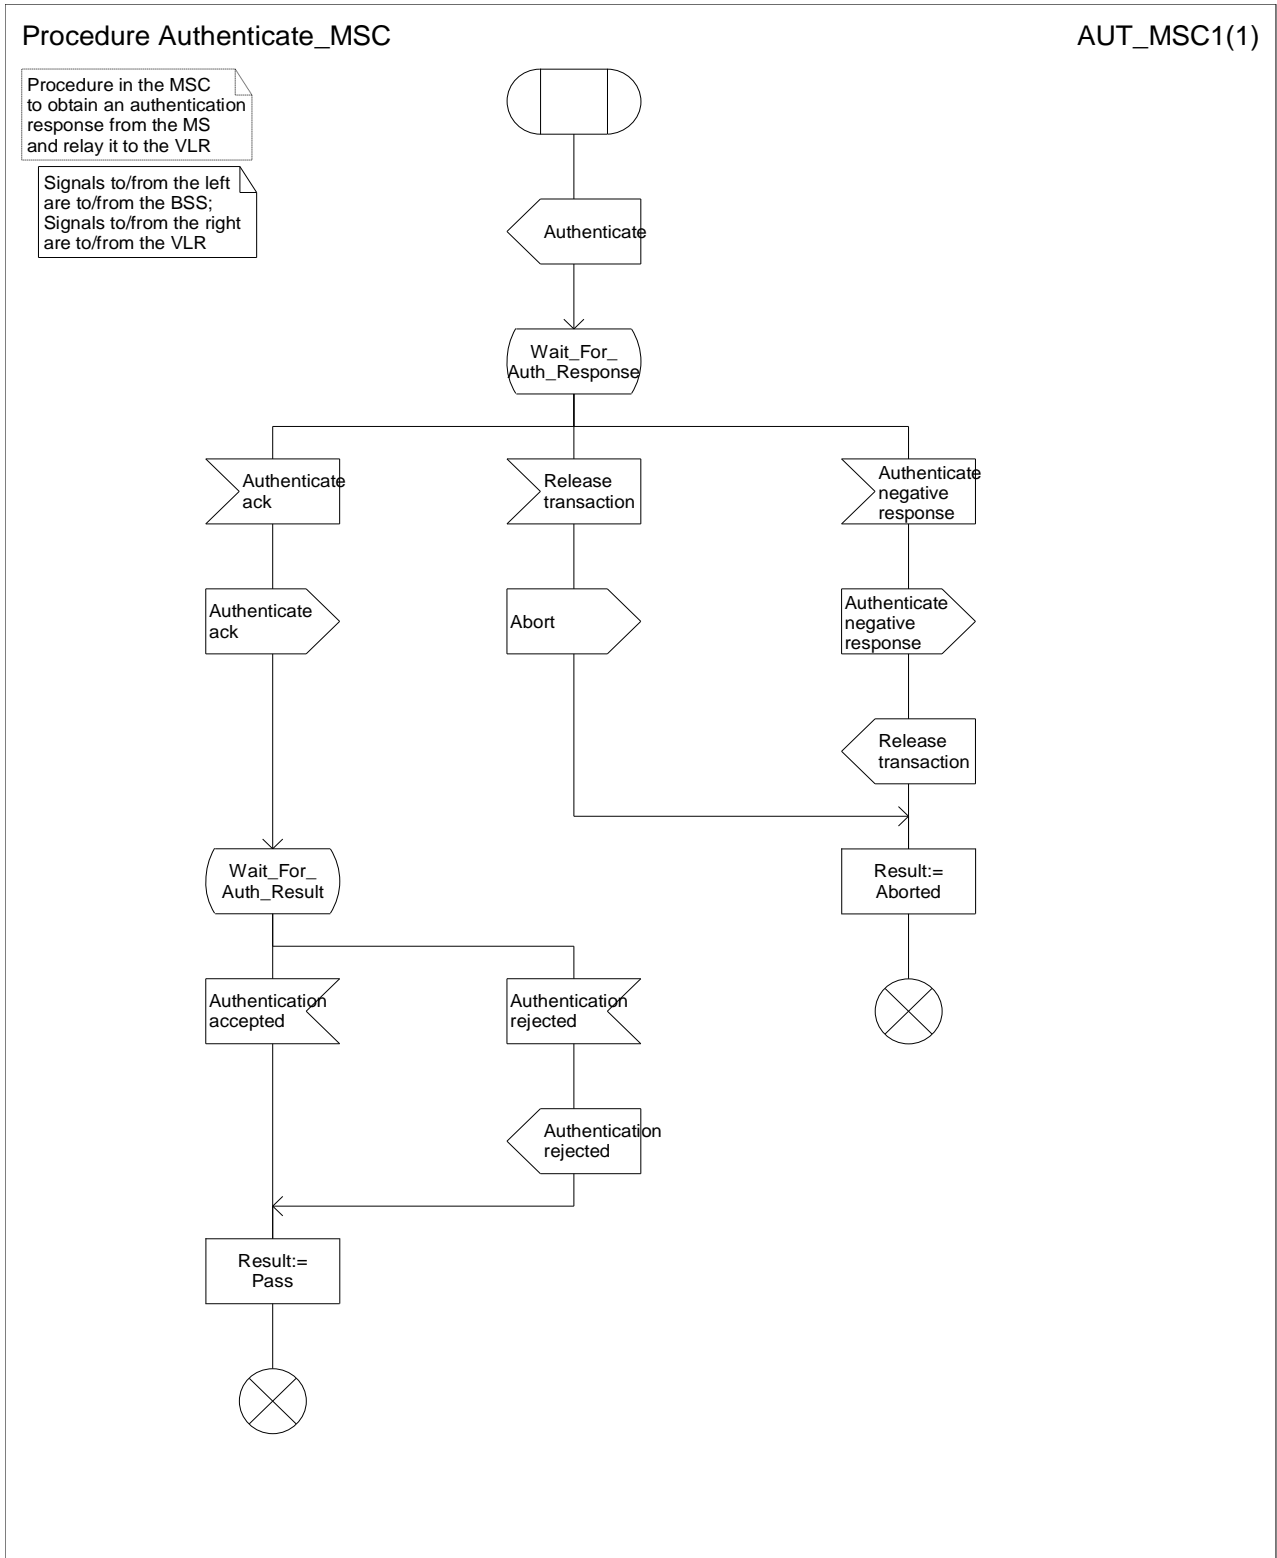 Procedure Authenticate_MSC
AUT_MSC1(1)
Procedure in the MSC
to obtain an authentication
response from the MS
and relay it to the VLR
Signals to/from the left
are to/from the BSS;
Signals to/from the right
are to/from the VLR
Authenticate
Wait_For_
Auth_Response
Authenticate
ack
Release
transaction
Authenticate
negative
response
Authenticate
ack
Abort
Authenticate
negative
response
Release
transaction
Wait_For_
Auth_Result
Result:=
Aborted
Authentication
accepted
Authentication
rejected
Authentication
rejected
Result:=
Pass